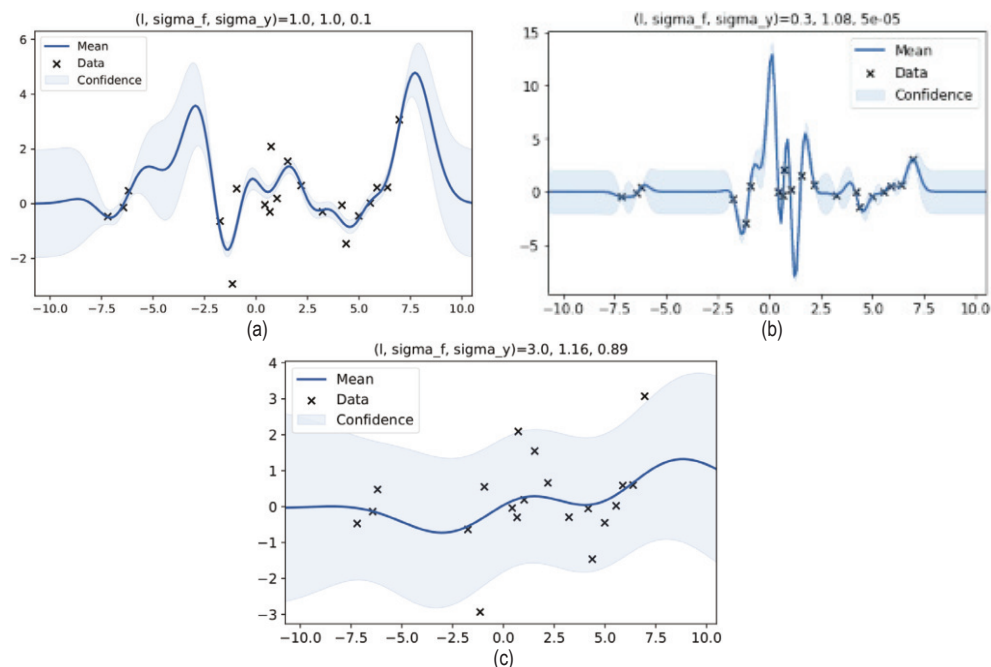 (l, sigma_f, sigma_y)=1.0, 1.0, 0.1
6
4
2
0
−2
Mean
Data
Confidence
−10.0 −7.5 −5.0 −2.5 0.0 2.5 5.0 7.5 10.0
(a)
(l, sigma_f, sigma_y)=0.3, 1.08, 5e-05
15
10
5
0
−5
Mean
Data
Confidence
−10.0 −7.5 −5.0 −2.5 0.0 2.5 5.0 7.5 10.0
(b)
(l, sigma_f, sigma_y)=3.0, 1.16, 0.89
4
3
2
1
0
−1
−2
−3
Mean
Data
Confidence
−10.0 −7.5 −5.0 −2.5 0.0 2.5 5.0 7.5 10.0
(c)